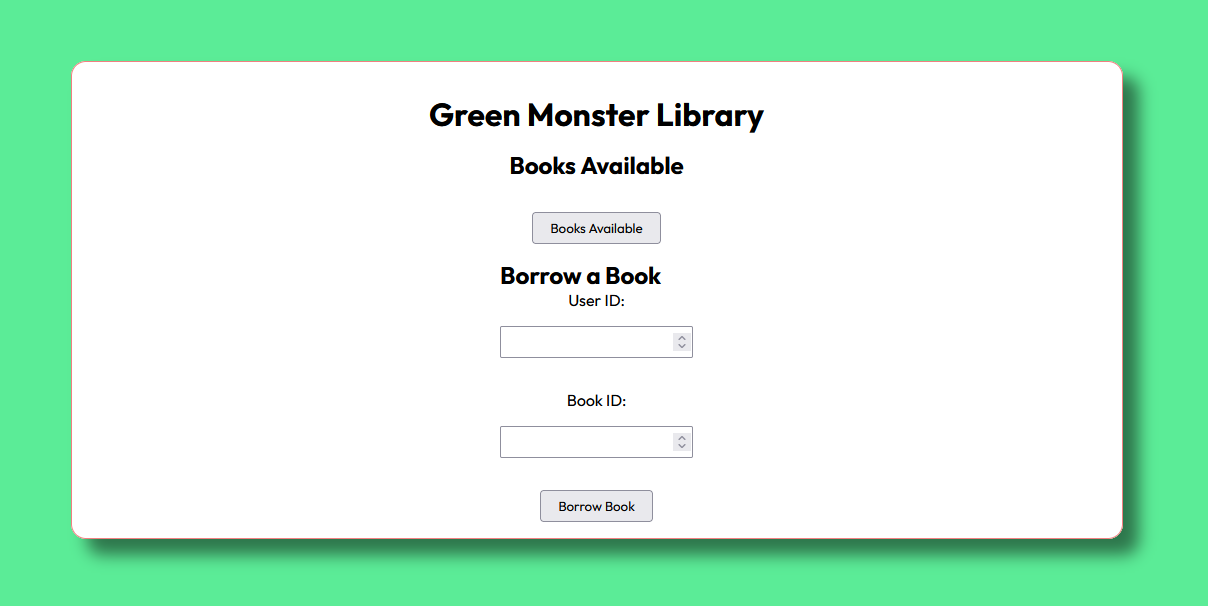 Green Monster Library
Books Available
Books Available
Borrow a Book
User ID:
Book ID:
Borrow Book